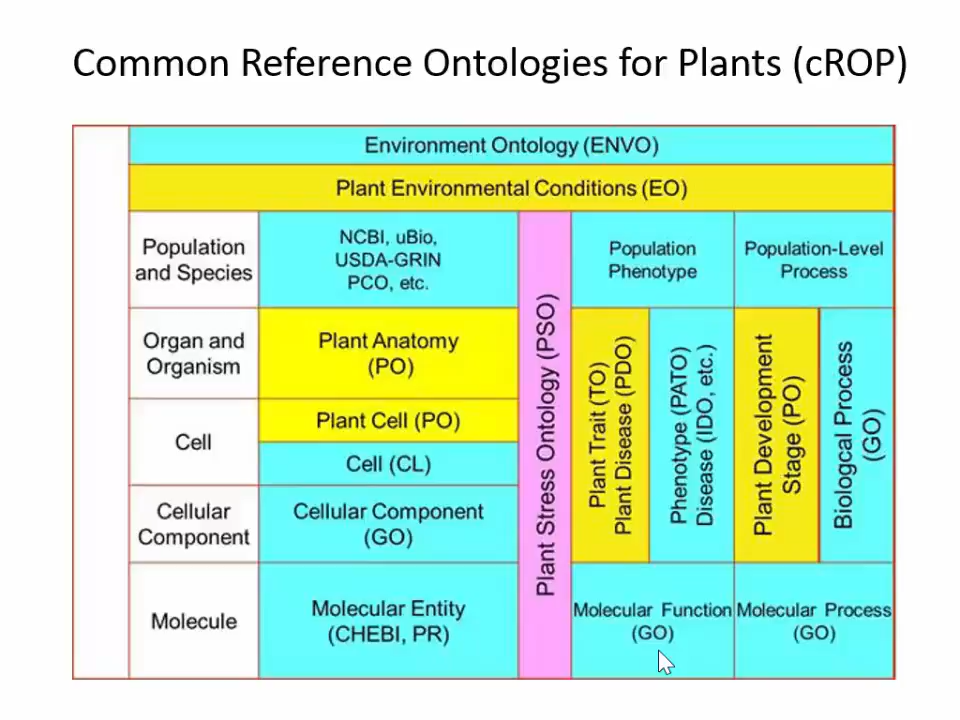 Common Reference Ontologies for Plants (cROP)
Environment Ontology (ENVO)
Plant Environmental Conditions (EO)
Population
and Species
NCBI, uBio,
USDA-GRIN
PCO, etc.
Plant Stress Ontology (PSO)
Population
Phenotype
Population-Level
Process
Organ and
Organism
Plant Anatomy
(PO)
Plant Trait (TO)
Plant Disease (PDO)
Phenotype (PATO)
Disease (IDO, etc.)
Plant Development
Stage (PO)
Biologcal Process
(GO)
Cell
Plant Cell (PO)
Cell (CL)
Cellular
Component
Cellular Component
(GO)
Molecule
Molecular Entity
(CHEBI, PR)
Molecular Function
(GO)
Molecular Process
(GO)